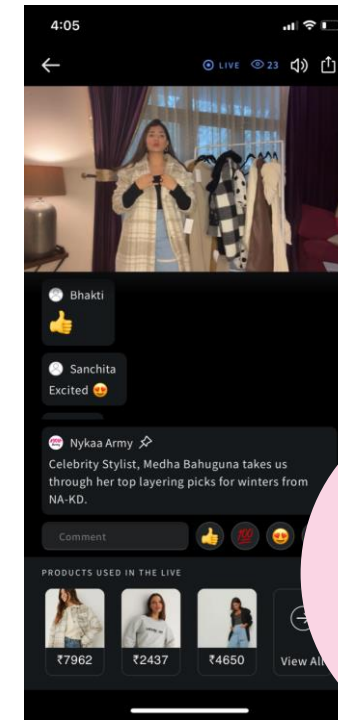 4:05
LIVE 23
Bhakti
Sanchita
Excited
Nykaa Army
Celebrity Stylist, Medha Bahuguna takes us
through her top layering picks for winters from
NA-KD.
Comment
💯
PRODUCTS USED IN THE LIVE
₹7962 ₹2437 ₹4650 View All